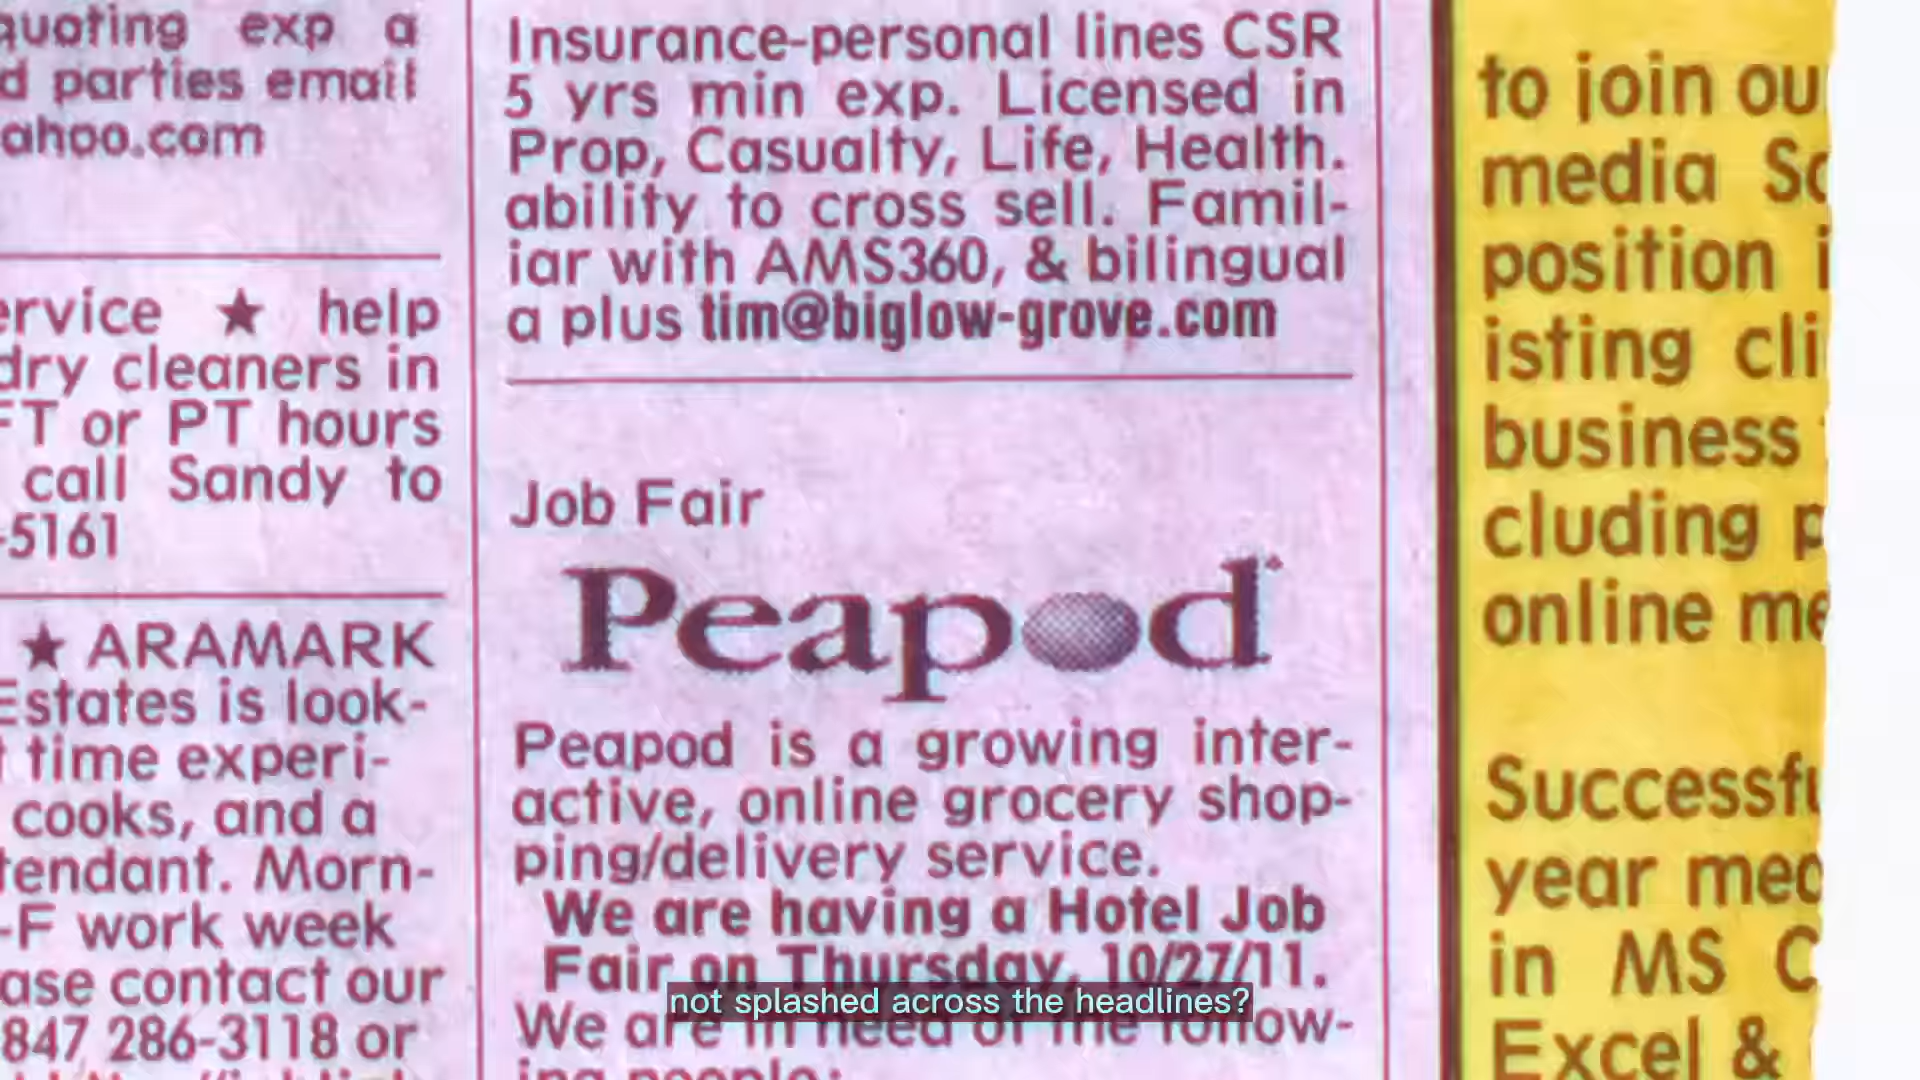 quoting exp a
d parties email
ahoo.com
ervice ★ help
dry cleaners in
FT or PT hours
call Sandy to
-5161
★ ARAMARK
Estates is look-
time experi-
cooks, and a
tendant. Morn-
-F work week
ase contact our
847 286-3118 or
Insurance-personal lines CSR
5 yrs min exp. Licensed in
Prop, Casualty, Life, Health.
ability to cross sell. Famil-
iar with AMS360, & bilingual
a plus tim@biglow-grove.com
Job Fair
Peapod
Peapod is a growing inter-
active, online grocery shop-
ping/delivery service.
We are having a Hotel Job
Fair on Thursday, 10/27/11.
We are in need of the follow-
ing people:
to join ou
media Sa
position i
isting cli
business
cluding p
online me
Successfu
year med
in MS C
Excel &
not splashed across the headlines?